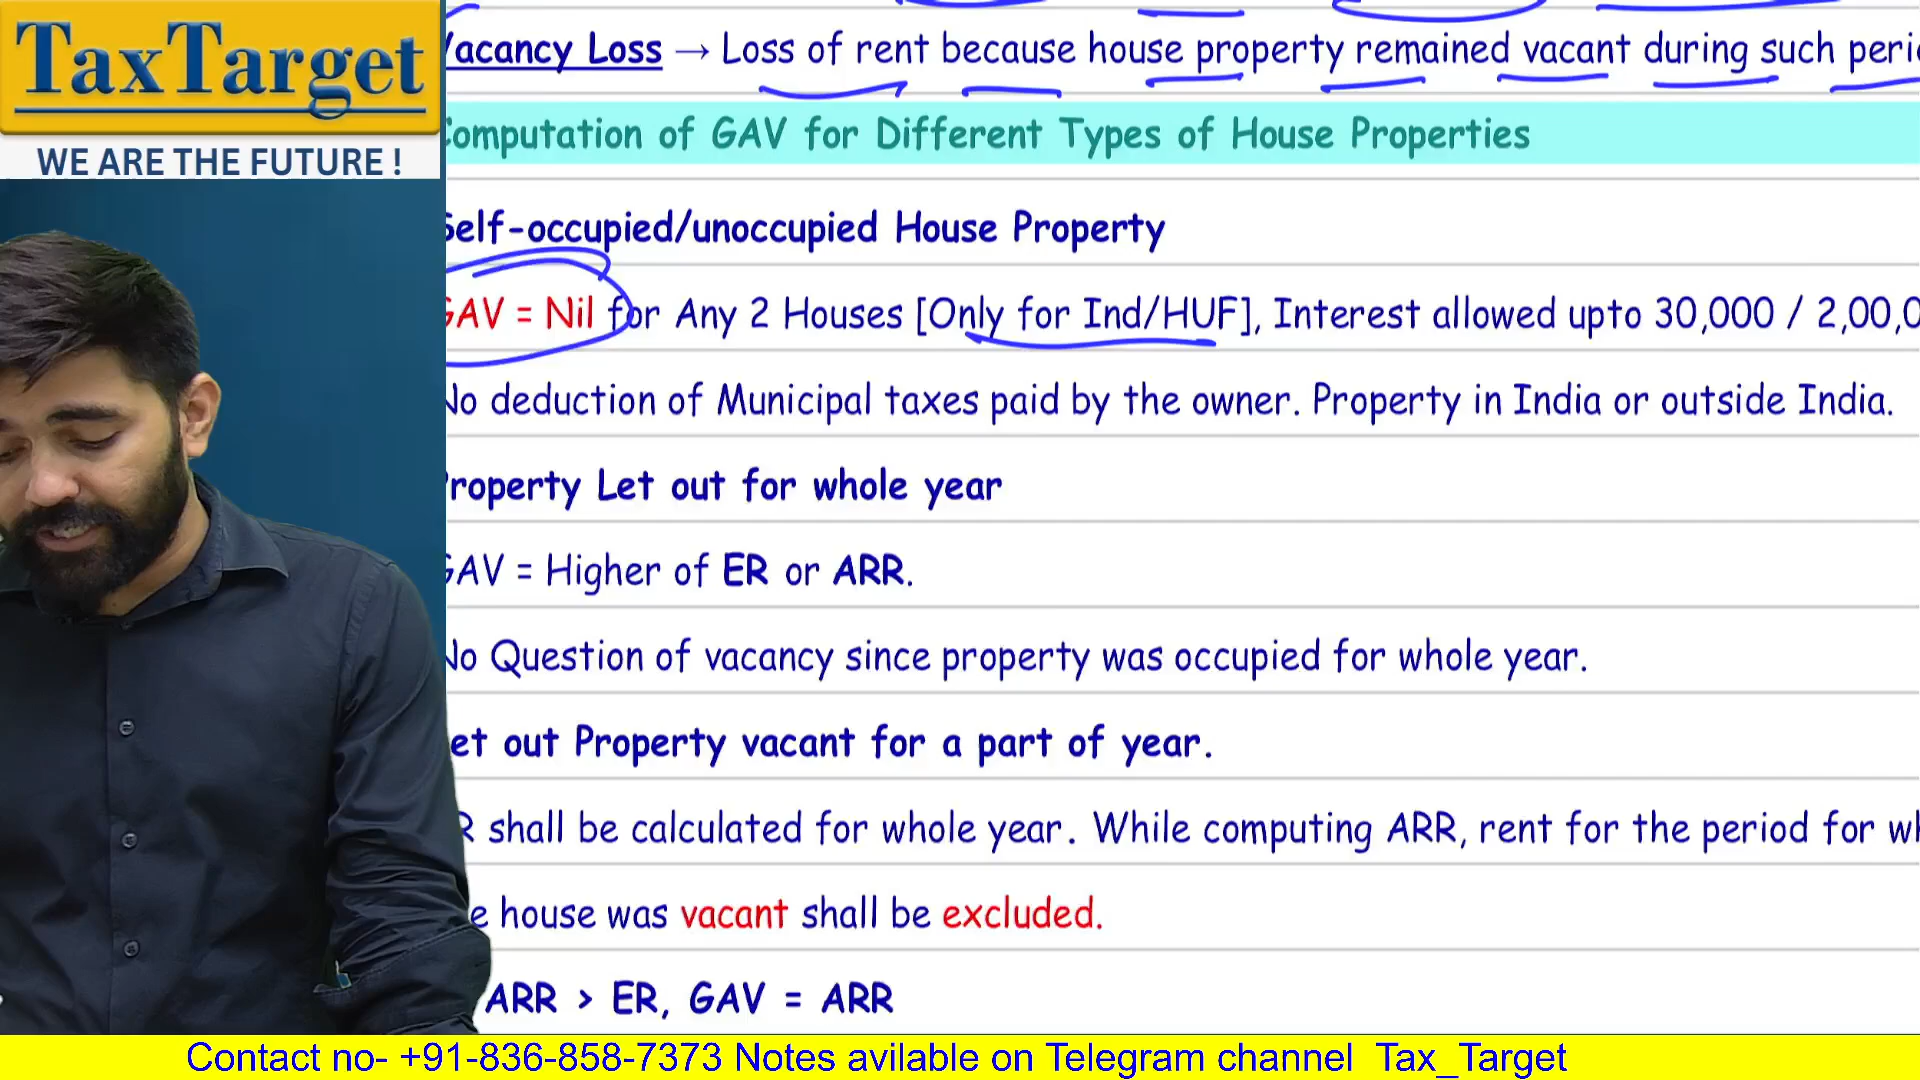 TaxTarget
WE ARE THE FUTURE !
Vacancy Loss → Loss of rent because house property remained vacant during such
Computation of GAV for Different Types of House Properties
Self-occupied/unoccupied House Property
GAV = Nil for Any 2 Houses [Only for Ind/HUF], Interest allowed upto 30,000 / 2,00,0
No deduction of Municipal taxes paid by the owner. Property in India or outside India.
Property Let out for whole year
GAV = Higher of ER or ARR.
No Question of vacancy since property was occupied for whole year.
et out Property vacant for a part of year.
R shall be calculated for whole year. While computing ARR, rent for the period for
e house was vacant shall be excluded.
ARR > ER, GAV = ARR
Contact no- +91-836-858-7373 Notes avilable on Telegram channel Tax_Target